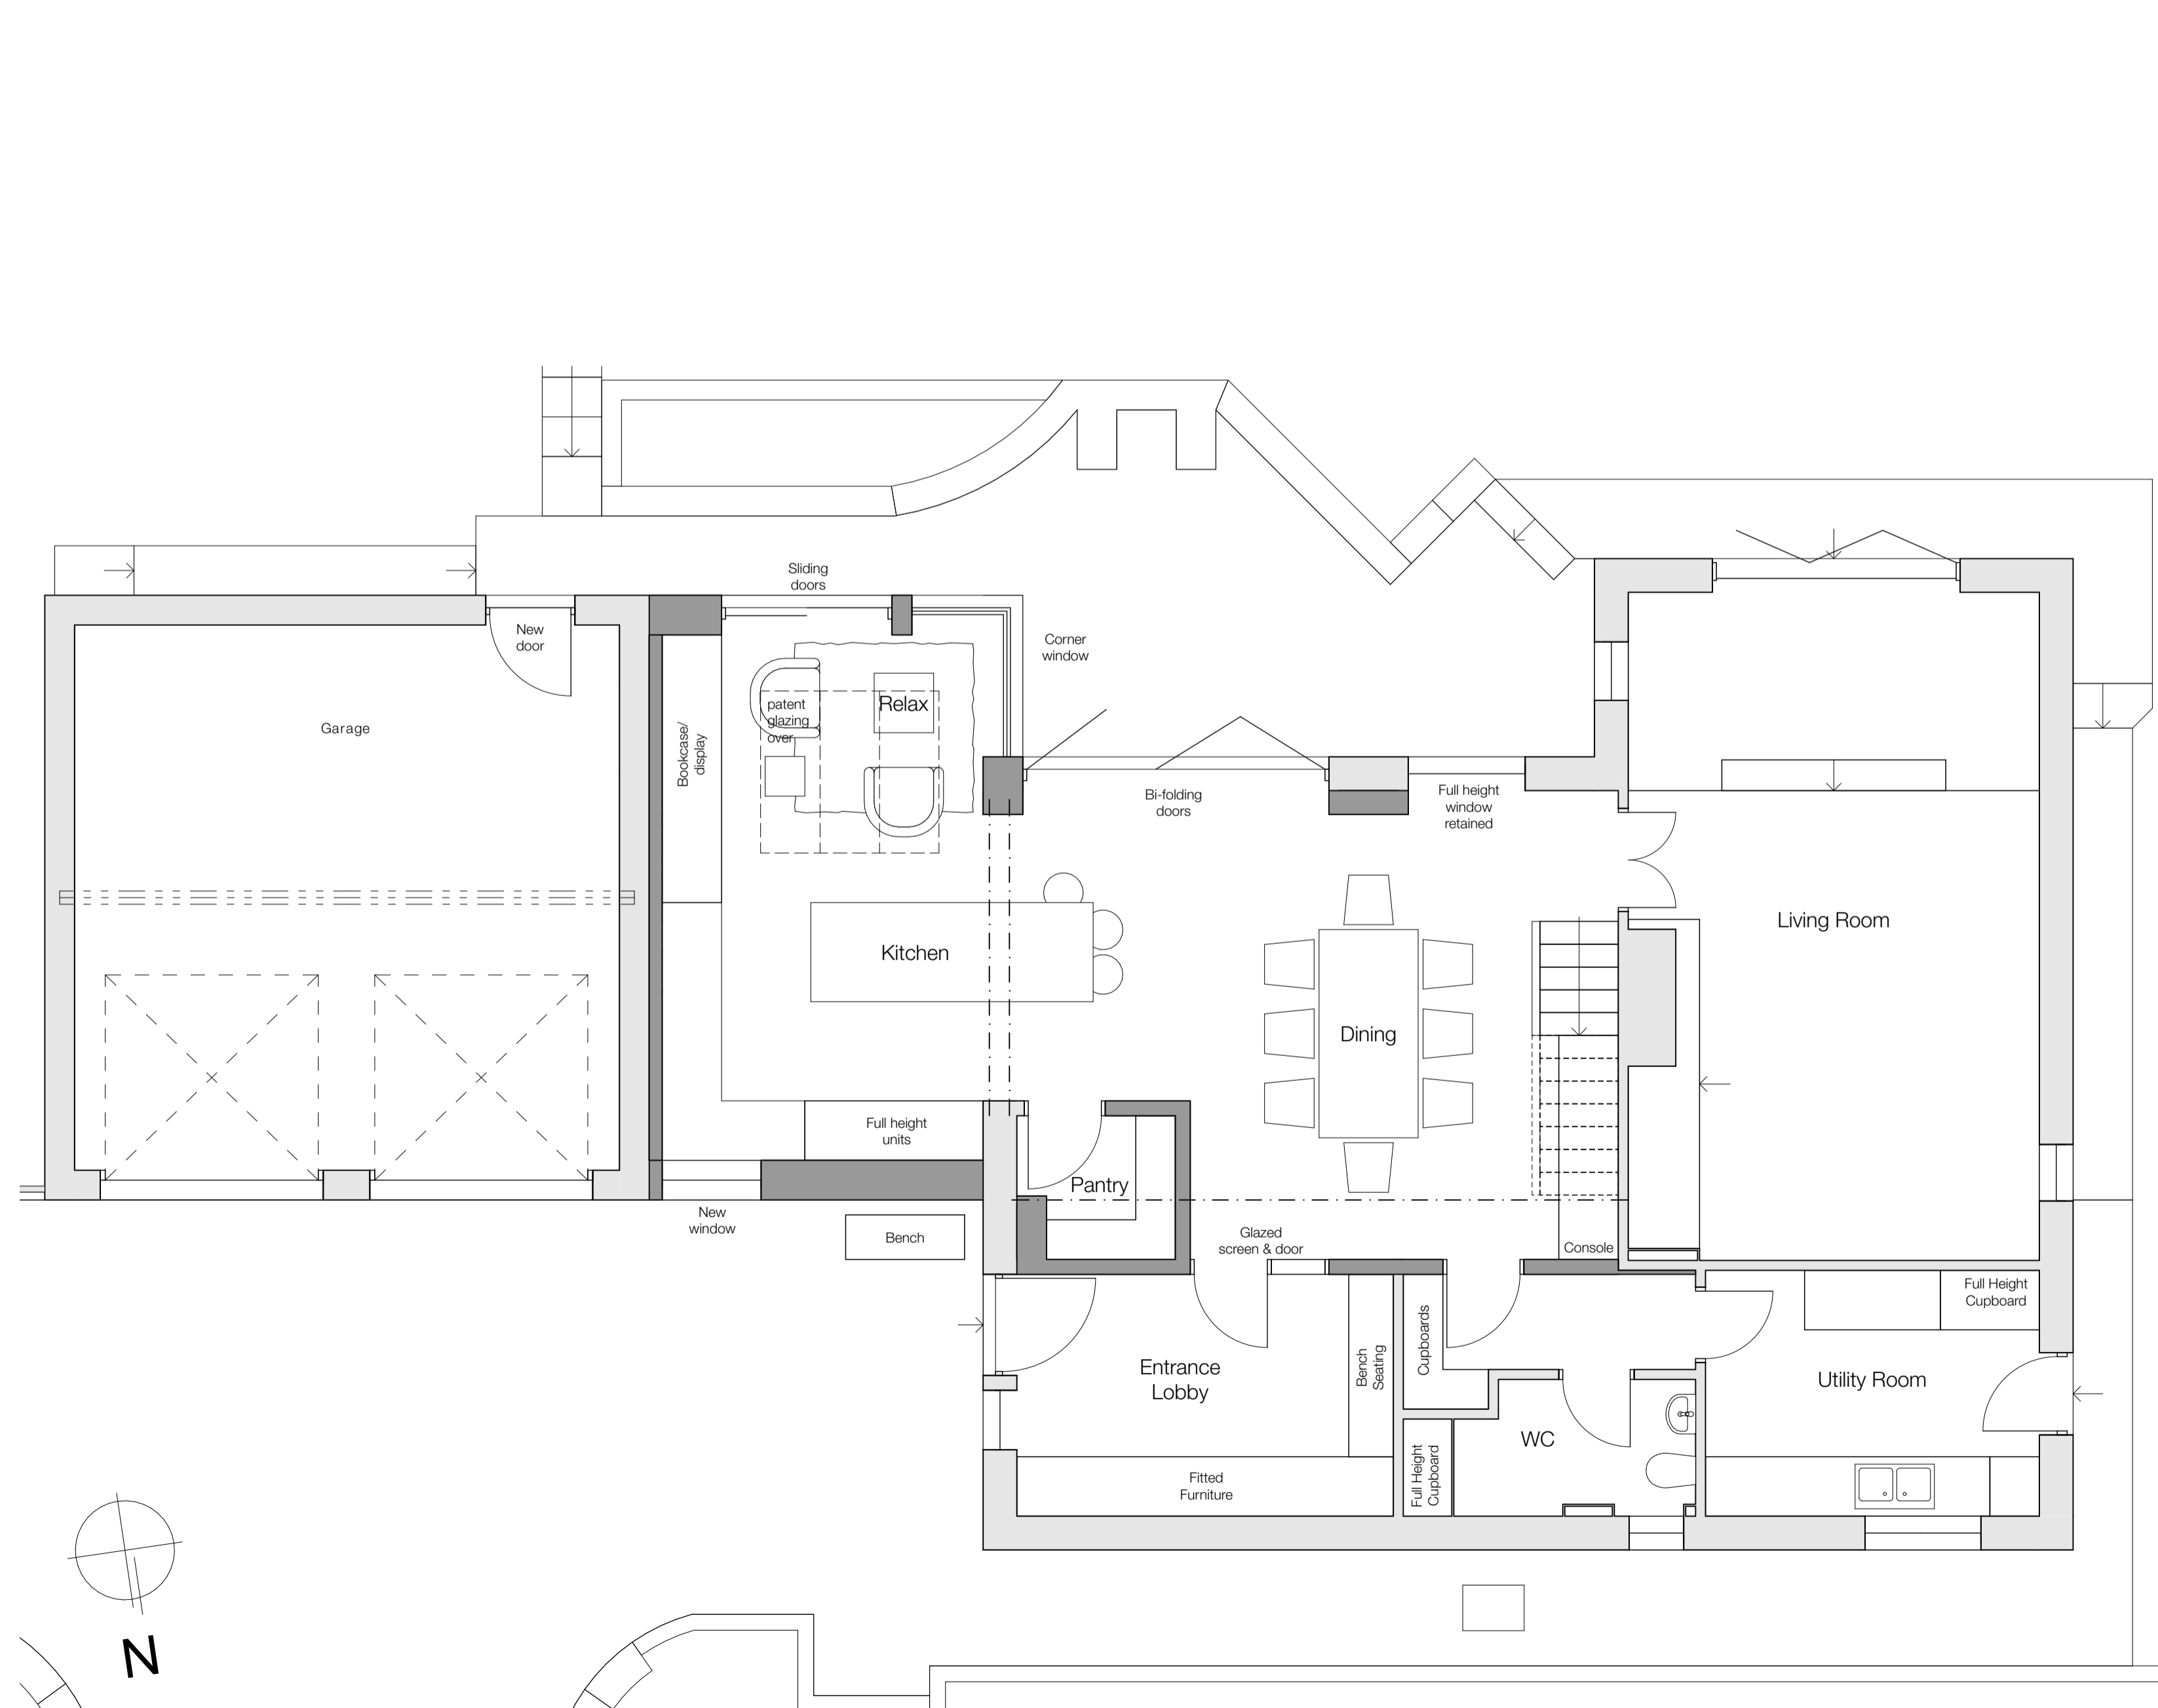 Sliding
doors
New
door
Corner
window
Garage
patent
glazing
over
Relax
Bookcase/
display
Bi-folding
doors
Full height
window
retained
Living Room
Kitchen
Dining
Full height
units
Pantry
New
window
Bench
Glazed
screen & door
Console
Full Height
Cupboard
Entrance
Lobby
Bench
Seating
Cupboards
Utility Room
WC
Fitted
Furniture
Full Height
Cupboard
N